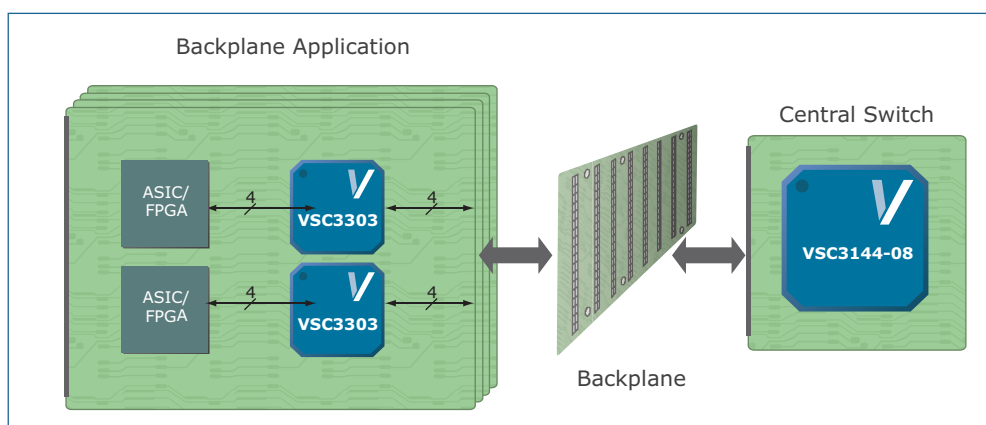 Backplane Application
Central Switch
ASIC/
FPGA
4
VSC3303
4
ASIC/
FPGA
4
VSC3303
4
VSC3144-08
Backplane